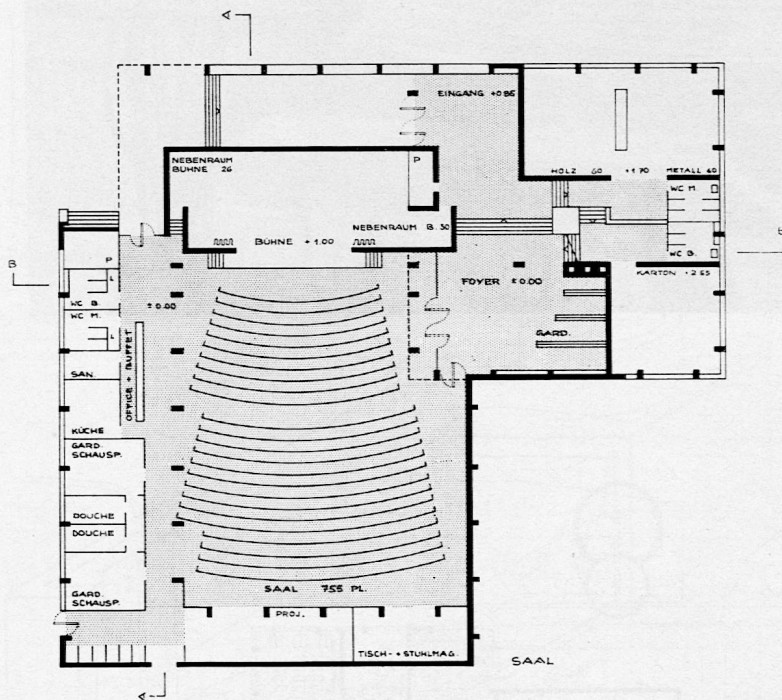 A
EINGANG +0.86
NEBENRAUM
BÜHNE 26
P
HOLZ 60 +1.70 METALL 60
WC M.
NEBENRAUM B. 30
BÜHNE +1.00
B
P
L
WC B.
WC M.
L
± 0.00
FOYER ± 0.00
WC B.
KARTON +2.55
GARD.
SAN.
OFFICE + BUFFET
KÜCHE
GARD.
SCHAUSP.
DOUCHE
DOUCHE
GARD.
SCHAUSP.
SAAL 755 PL.
PROJ.
TISCH- + STUHLMAG.
SAAL
A